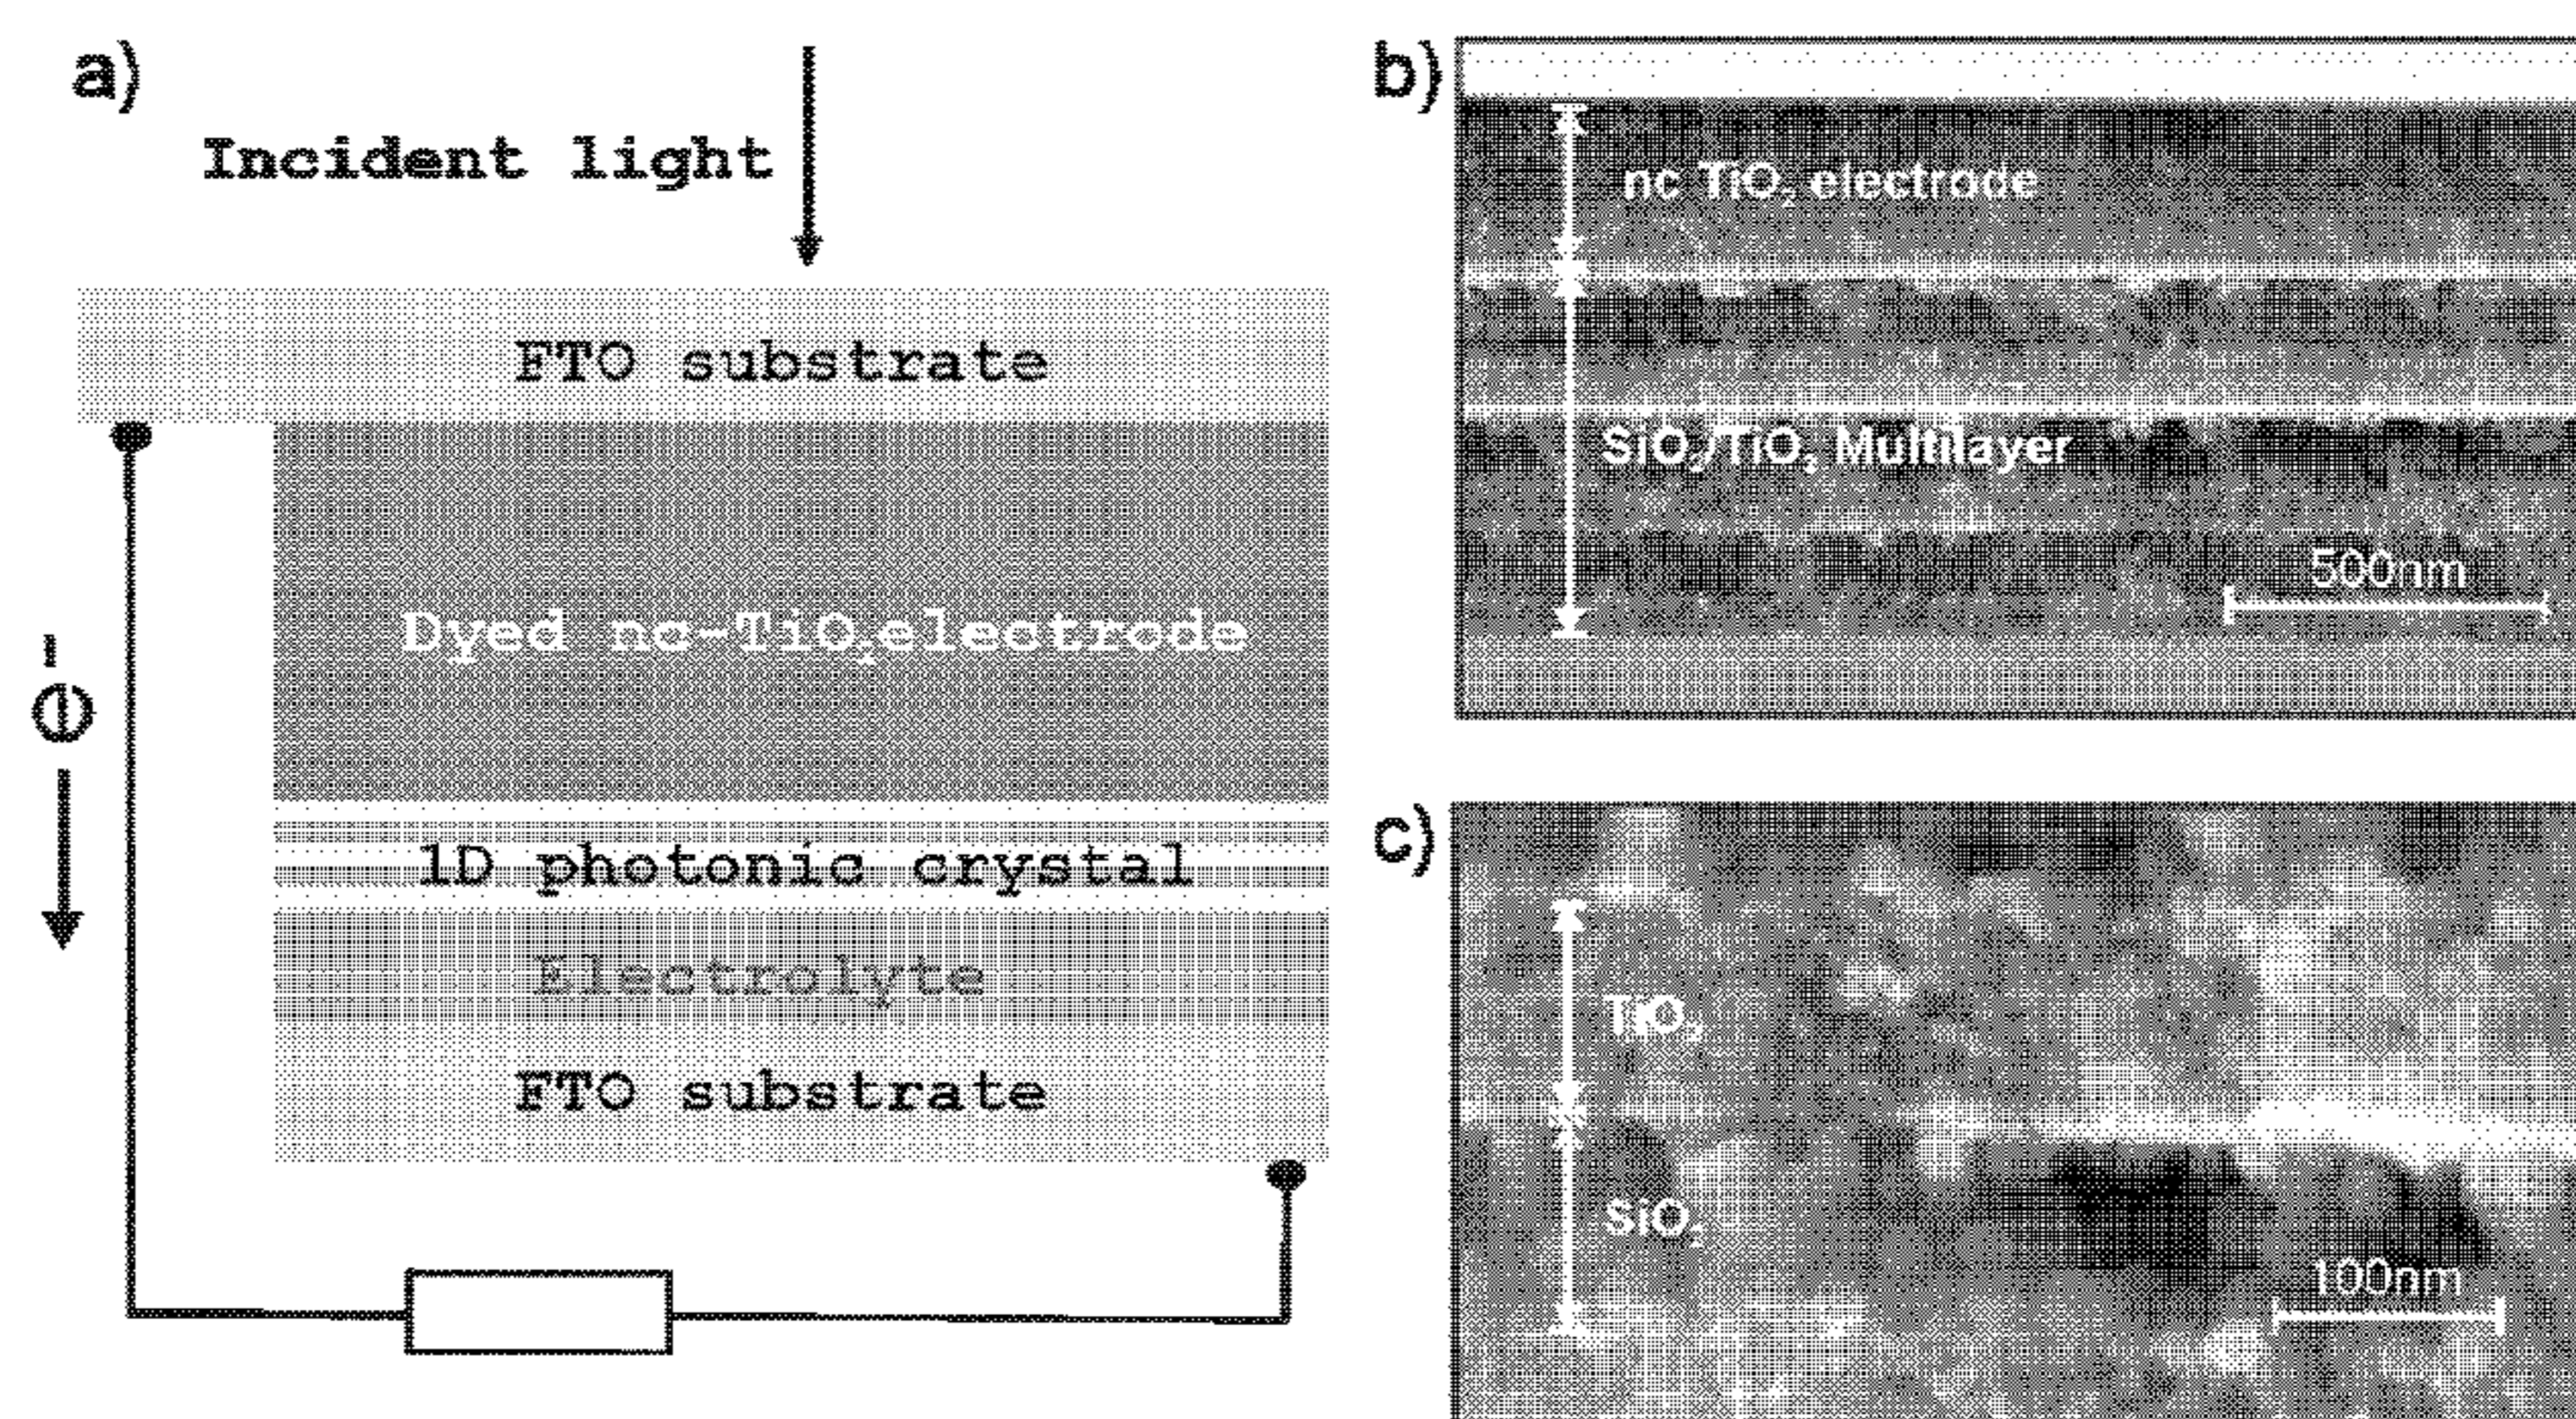 a)
Incident light
FTO substrate
Dyed nc-TiO₂electrode
1D photonic crystal
Electrolyte
FTO substrate
e-
b)
nc TiO₂ electrode
SiO₂/TiO₂ Multilayer
500nm
c)
TiO₂
SiO₂
100nm